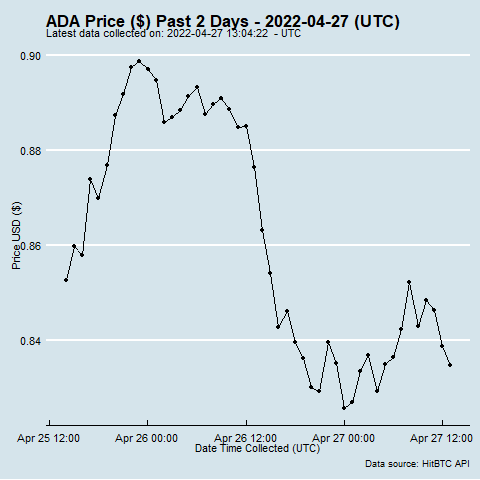 ADA Price ($) Past 2 Days - 2022-04-27 (UTC)
Latest data collected on: 2022-04-27 13:04:22 - UTC
0.90
0.88
0.86
0.84
Price USD ($)
Apr 25 12:00 Apr 26 00:00 Apr 26 12:00 Apr 27 00:00 Apr 27 12:00
Date Time Collected (UTC)
Data source: HitBTC API